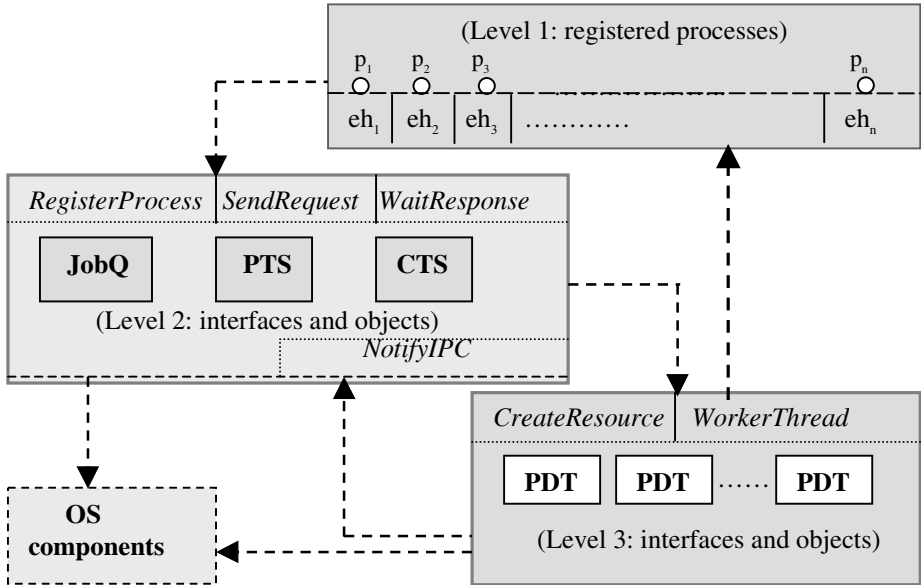 (Level 1: registered processes)
p1 p2 p3 pn
eh1 eh2 eh3 ………… ehn
RegisterProcess SendRequest WaitResponse
JobQ PTS CTS
(Level 2: interfaces and objects)
NotifyIPC
CreateResource WorkerThread
PDT PDT …… PDT
(Level 3: interfaces and objects)
OS
components